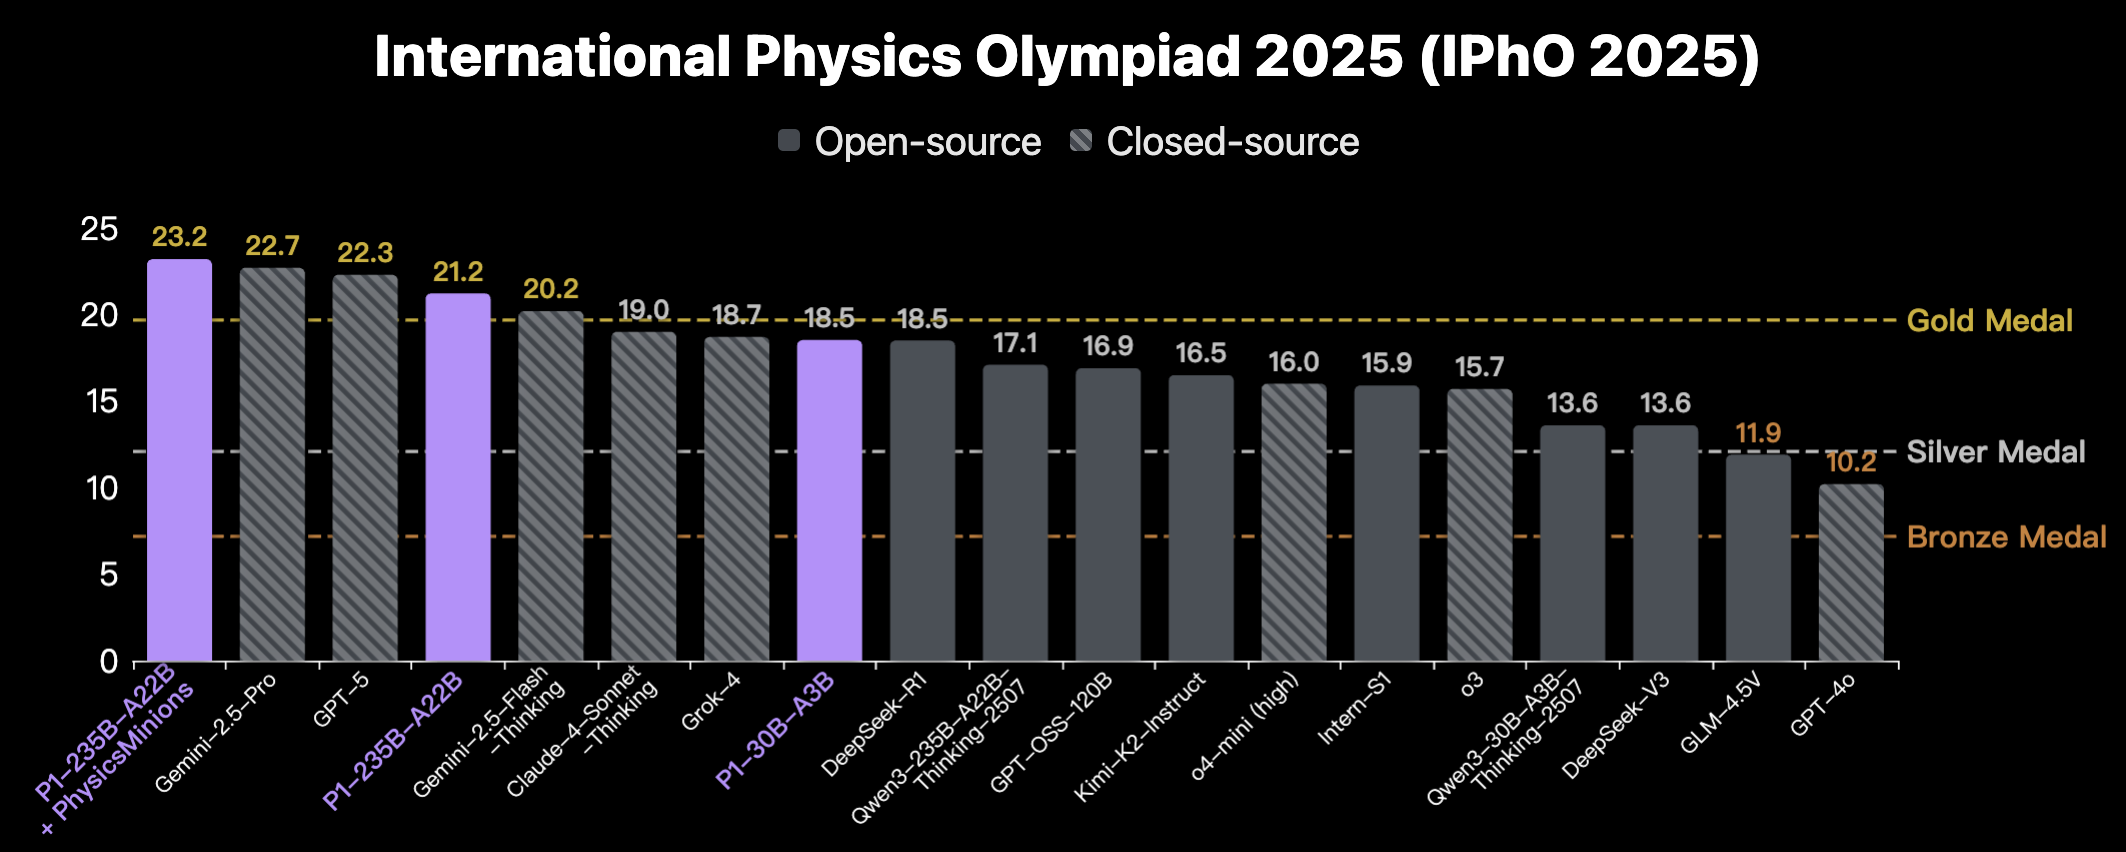 International Physics Olympiad 2025 (IPhO 2025)
Open-source
Closed-source
25
20
15
10
5
0
23.2
22.7
22.3
21.2
20.2
19.0
18.7
18.5
18.5
17.1
16.9
16.5
16.0
15.9
15.7
13.6
13.6
11.9
10.2
Gold Medal
Silver Medal
Bronze Medal
P1-235B-A22B
+ PhysicsMinions
Gemini-2.5-Pro
GPT-5
P1-235B-A22B
Gemini-2.5-Flash
-Thinking
Claude-4-Sonnet
-Thinking
Grok-4
P1-30B-A3B
DeepSeek-R1
Qwen3-235B-A22B-
Thinking-2507
GPT-OSS-120B
Kimi-K2-Instruct
o4-mini (high)
Intern-S1
o3
Qwen3-30B-A3B-
Thinking-2507
DeepSeek-V3
GLM-4.5V
GPT-4o